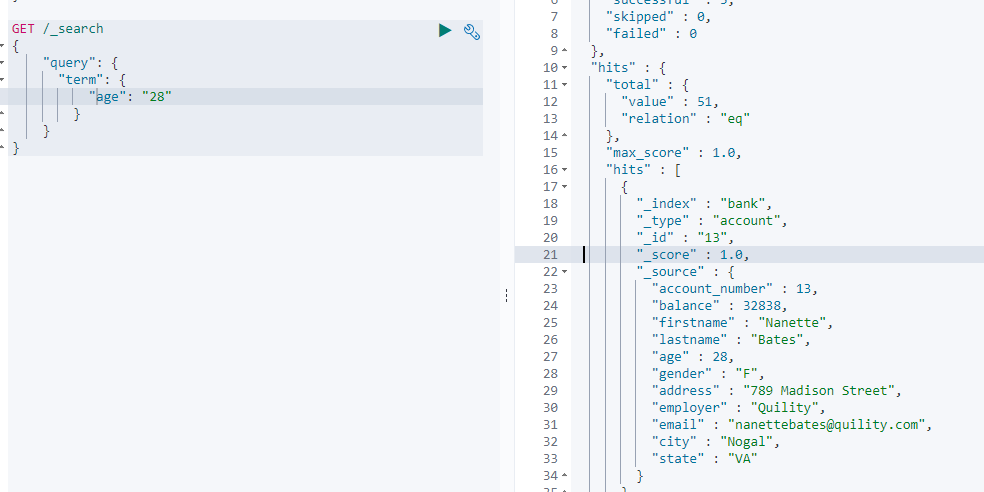 GET /_search
{
"query": {
"term": {
"age": "28"
}
}
}
6 "successful" : 5,
7 "skipped" : 0,
8 "failed" : 0
9 },
10 "hits" : {
11 "total" : {
12 "value" : 51,
13 "relation" : "eq"
14 },
15 "max_score" : 1.0,
16 "hits" : [
17 {
18 "_index" : "bank",
19 "_type" : "account",
20 "_id" : "13",
21 "_score" : 1.0,
22 "_source" : {
23 "account_number" : 13,
24 "balance" : 32838,
25 "firstname" : "Nanette",
26 "lastname" : "Bates",
27 "age" : 28,
28 "gender" : "F",
29 "address" : "789 Madison Street",
30 "employer" : "Quility",
31 "email" : "nanettebates@quility.com",
32 "city" : "Nogal",
33 "state" : "VA"
34 }